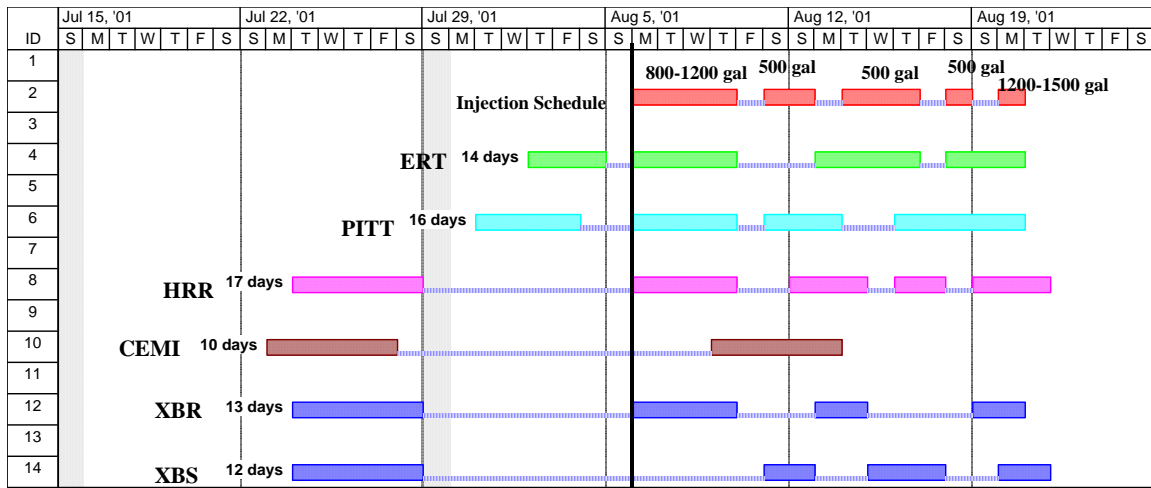 Jul 15, '01 Jul 22, '01 Jul 29, '01 Aug 5, '01 Aug 12, '01 Aug 19, '01
ID S M T W T F S S M T W T F S S M T W T F S S M T W T F S S M T W T F S S M T W T F S
1
800-1200 gal 500 gal 500 gal 500 gal
2 Injection Schedule 1200-1500 gal
3
4 ERT 14 days
5
6 PITT 16 days
7
8 HRR 17 days
9
10 CEMI 10 days
11
12 XBR 13 days
13
14 XBS 12 days